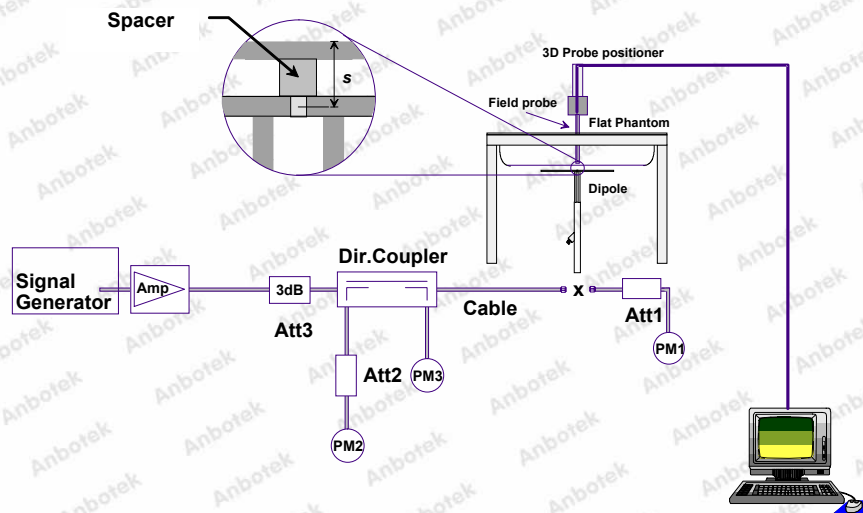 Spacer
s
3D Probe positioner
Field probe
Flat Phantom
Dipole
Signal
Generator
Amp
3dB
Att3
Dir.Coupler
Cable
x
Att1
PM1
Att2
PM3
PM2
Anbotek